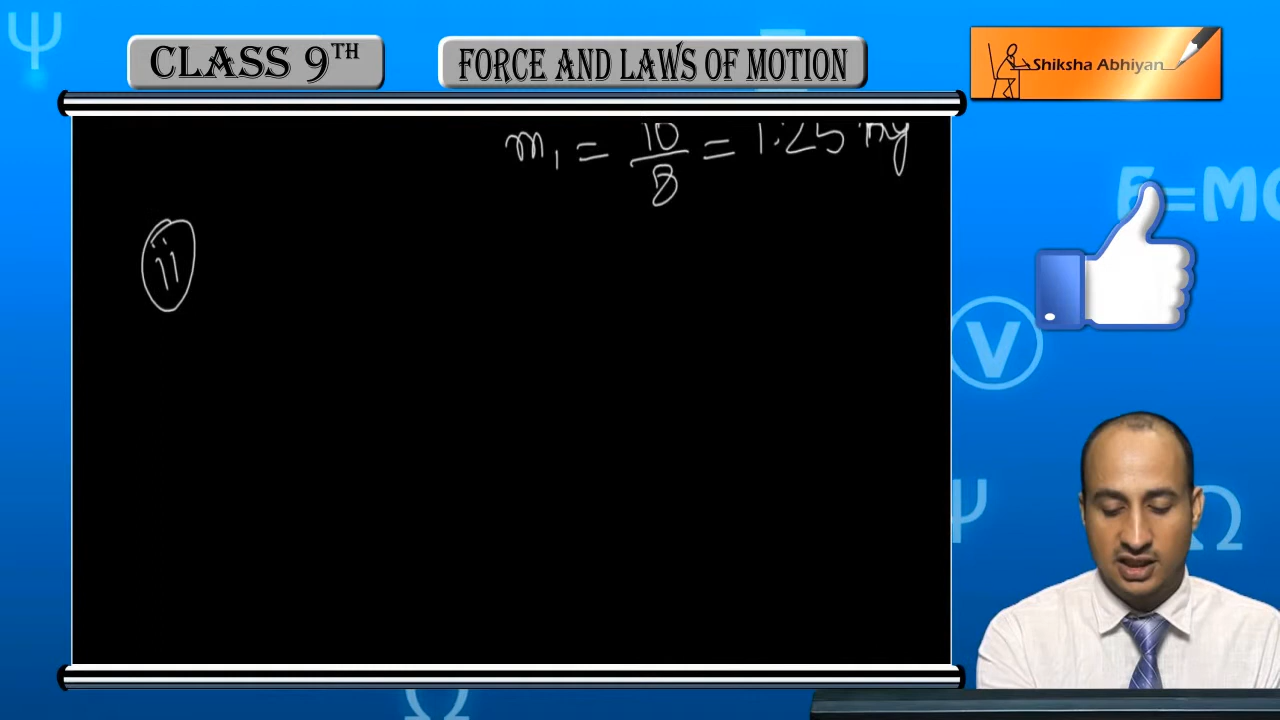 CLASS 9TH
FORCE AND LAWS OF MOTION
Shiksha Abhiyan
m₁ = 10/8 = 1.25 kg
ii
E=MC
V
Ψ
Ψ
Ω
Ω